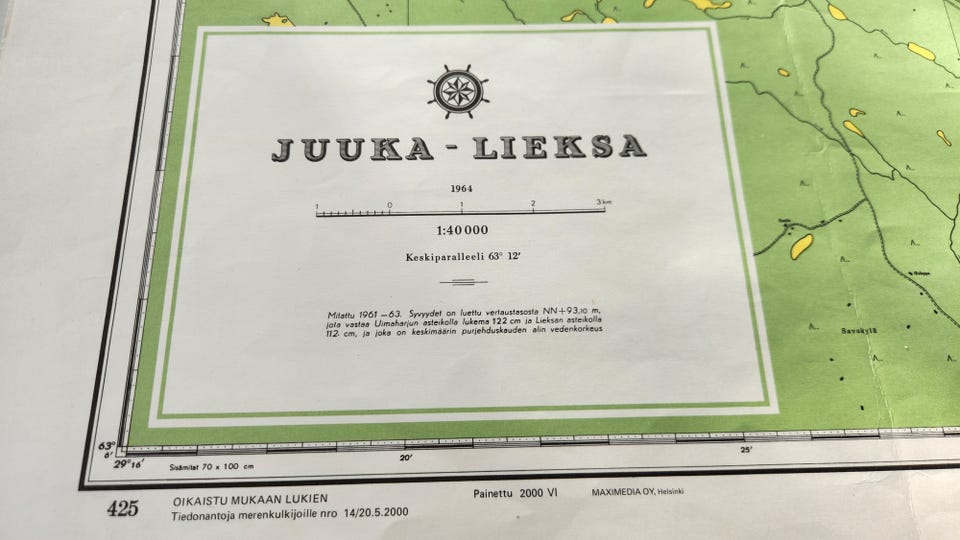 JUUKA - LIEKSA
1964
1 0 1 2 3 km
1:40 000
Keskiparalleeli 63° 12′
Mitattu 1961–63. Syvyydet on luettu vertaustasosta NN+93,10 m,
jota vastaa Uimaharjun asteikolla lukema 122 cm ja Lieksan asteikolla
112 cm, ja joka on keskimäärin purjehduskauden alin vedenkorkeus
Savukylä
63°
6′
29°16′
Sisämitat 70 x 100 cm
20′
25′
425
OIKAISTU MUKAAN LUKIEN
Tiedonantoja merenkulkijoille nro 14/20.5.2000
Painettu 2000 VI
MAXIMEDIA OY, Helsinki